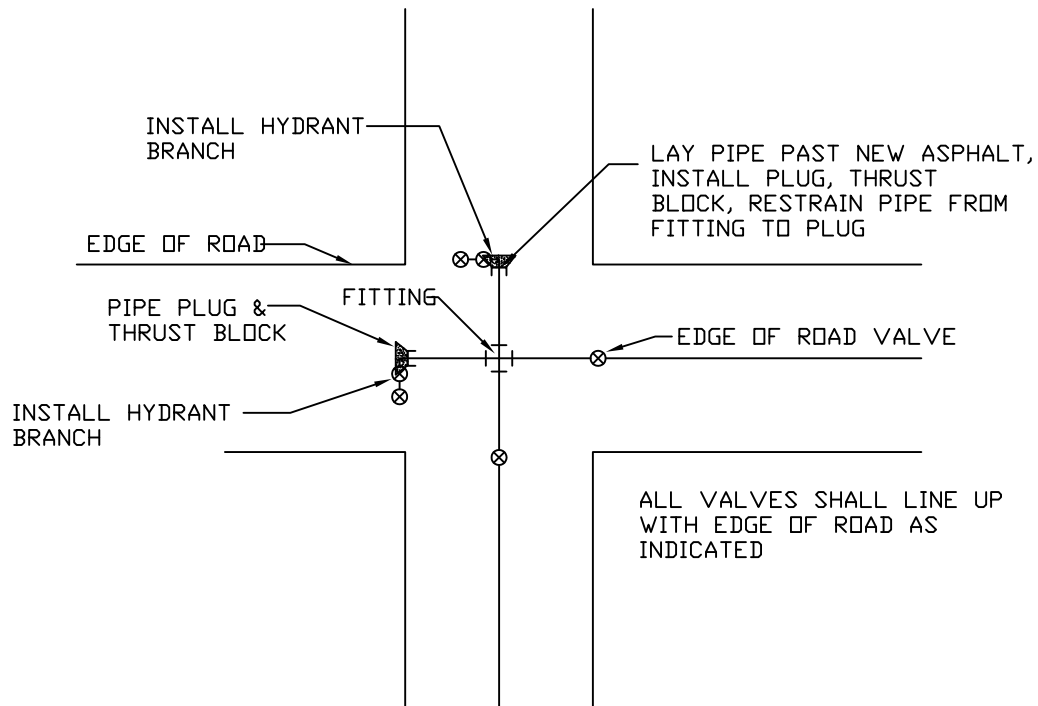 INSTALL HYDRANT
BRANCH
LAY PIPE PAST NEW ASPHALT,
INSTALL PLUG, THRUST
BLOCK, RESTRAIN PIPE FROM
FITTING TO PLUG
EDGE OF ROAD
FITTING
PIPE PLUG &
THRUST BLOCK
EDGE OF ROAD VALVE
INSTALL HYDRANT
BRANCH
ALL VALVES SHALL LINE UP
WITH EDGE OF ROAD AS
INDICATED